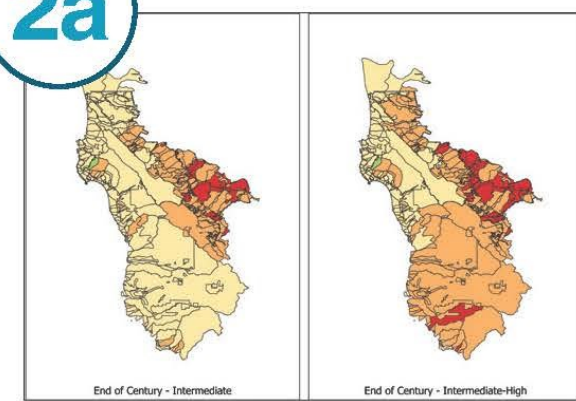 2a
End of Century - Intermediate
End of Century - Intermediate-High